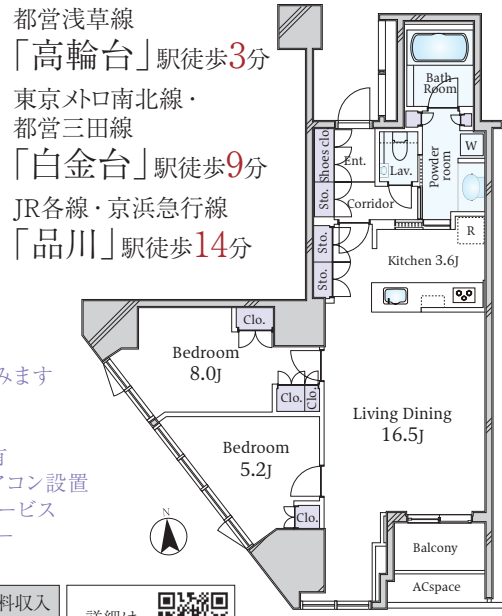 都営浅草線
「高輪台」駅徒歩3分
東京メトロ南北線・
都営三田線
「白金台」駅徒歩9分
JR各線・京浜急行線
「品川」駅徒歩14分
みます
アコン設置
ービス
ー
料収入
詳細は
Bath
Room
Powder
room
W
Shoes clo
Ent.
Lav.
Sto.
Corridor
Sto.
Sto.
R
Kitchen 3.6J
Clo.
Bedroom
8.0J
Clo.
Clo.
Living Dining
16.5J
Bedroom
5.2J
Clo.
N
Balcony
ACspace